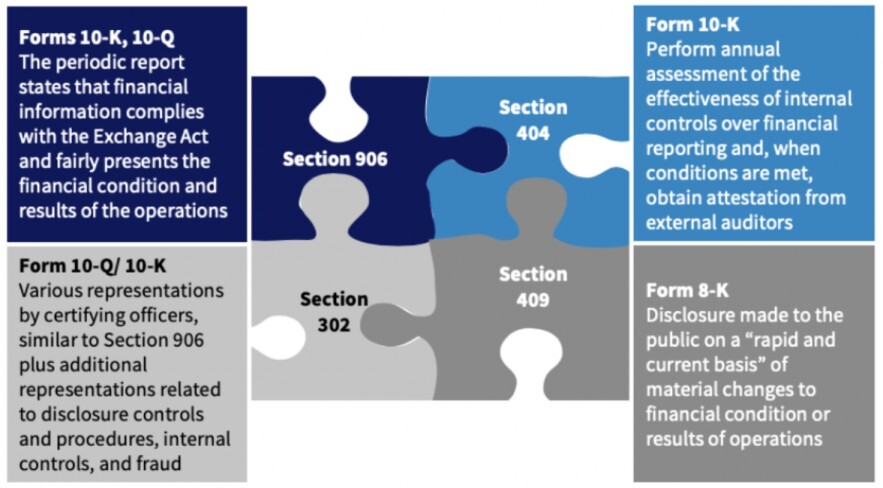 Forms 10-K, 10-Q
The periodic report
states that financial
information complies
with the Exchange Act
and fairly presents the
financial condition and
results of the operations
Section 906
Section
404
Form 10-K
Perform annual
assessment of the
effectiveness of internal
controls over financial
reporting and, when
conditions are met,
obtain attestation from
external auditors
Form 10-Q/ 10-K
Various representations
by certifying officers,
similar to Section 906
plus additional
representations related
to disclosure controls
and procedures, internal
controls, and fraud
Section
302
Section
409
Form 8-K
Disclosure made to the
public on a “rapid and
current basis” of
material changes to
financial condition or
results of operations